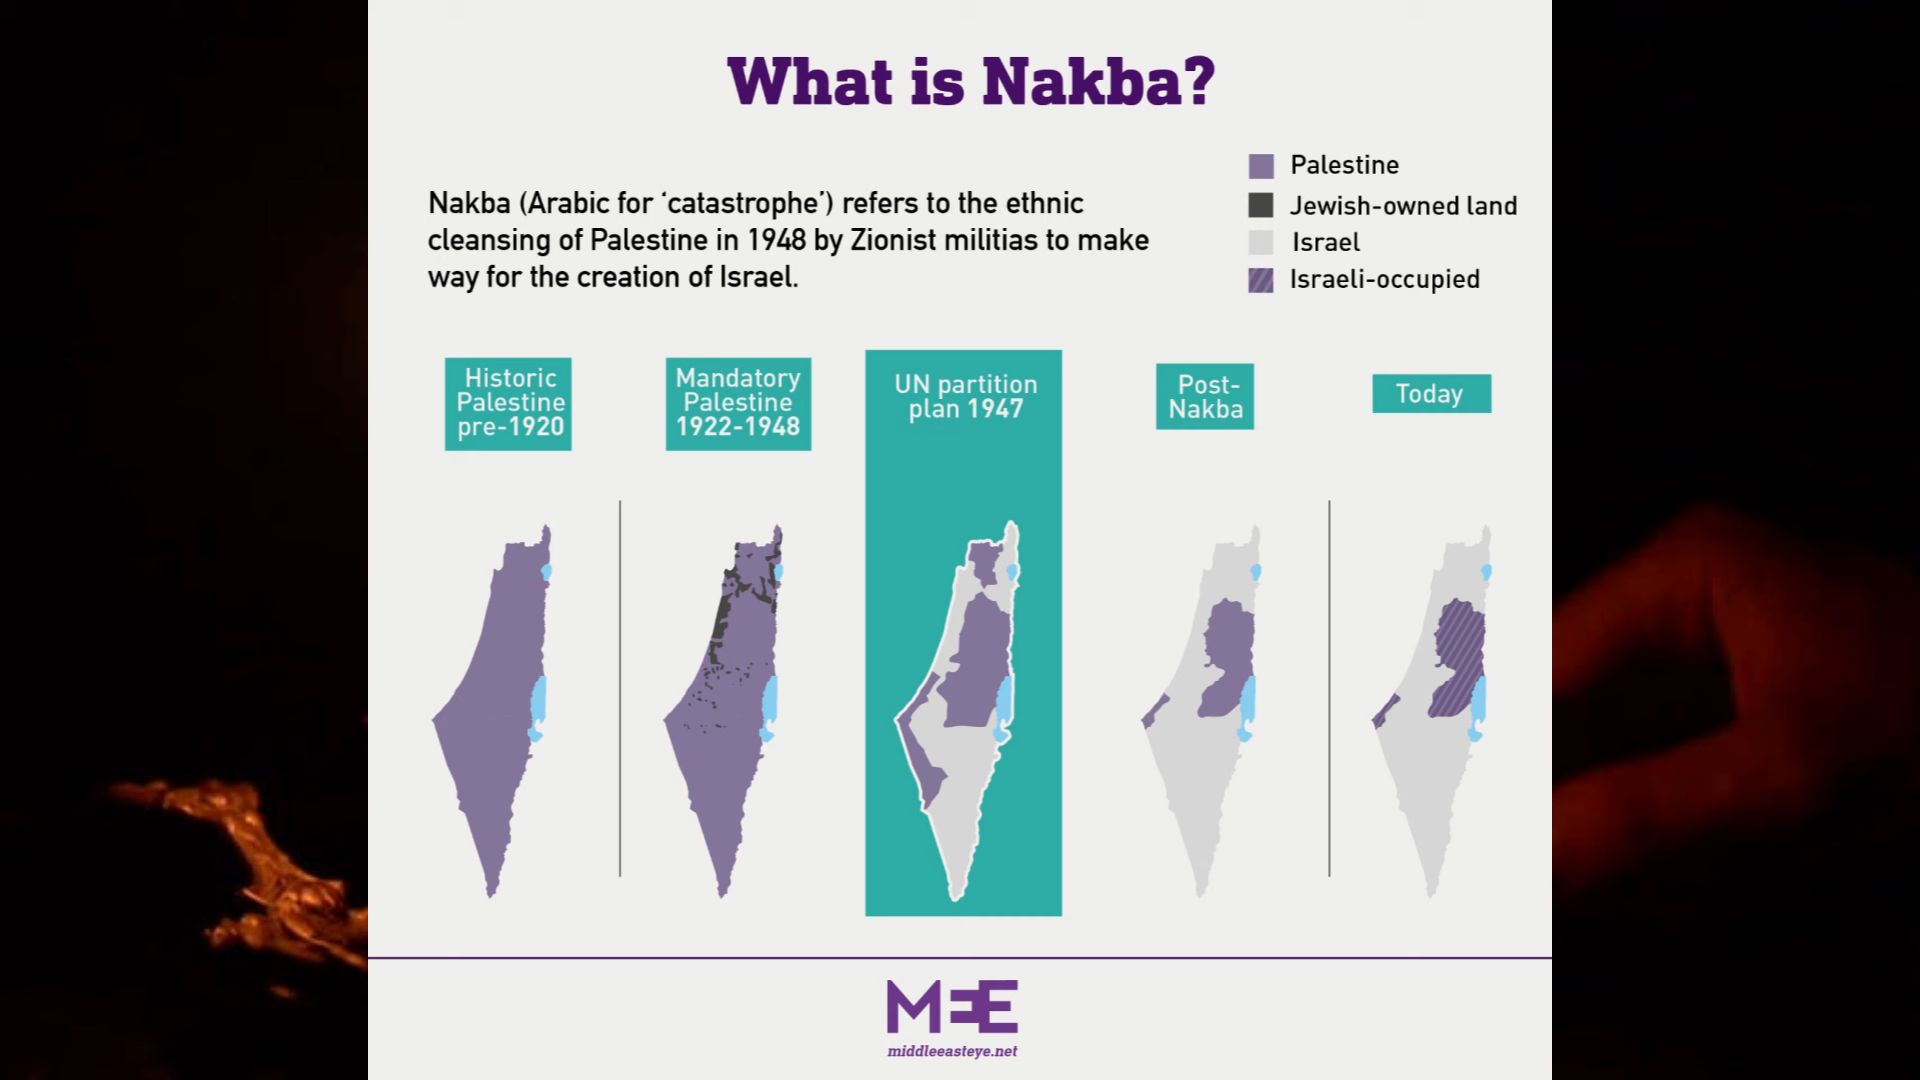 What is Nakba?
Nakba (Arabic for ‘catastrophe’) refers to the ethnic
cleansing of Palestine in 1948 by Zionist militias to make
way for the creation of Israel.
Palestine
Jewish-owned land
Israel
Israeli-occupied
Historic
Palestine
pre-1920
Mandatory
Palestine
1922-1948
UN partition
plan 1947
Post-
Nakba
Today
MEE
middleeasteye.net